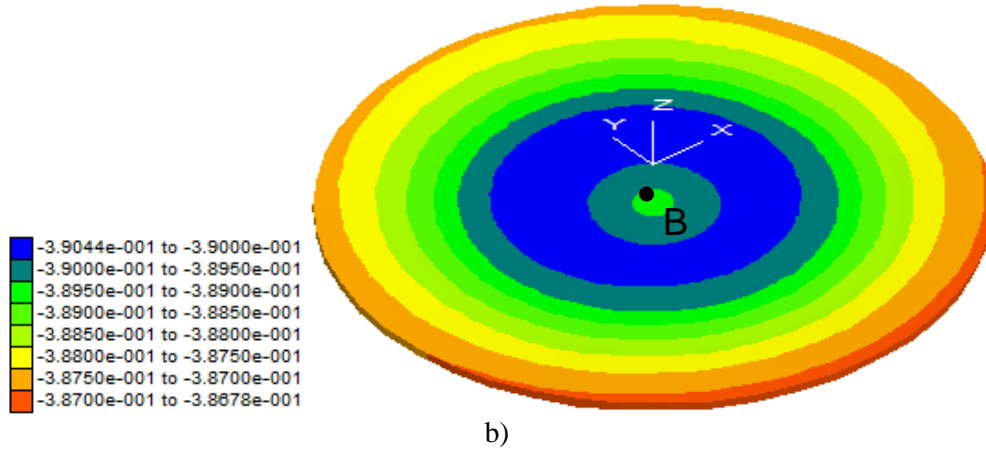 Z
Y
X
B
-3.9044e-001 to -3.9000e-001
-3.9000e-001 to -3.8950e-001
-3.8950e-001 to -3.8900e-001
-3.8900e-001 to -3.8850e-001
-3.8850e-001 to -3.8800e-001
-3.8800e-001 to -3.8750e-001
-3.8750e-001 to -3.8700e-001
-3.8700e-001 to -3.8678e-001
b)